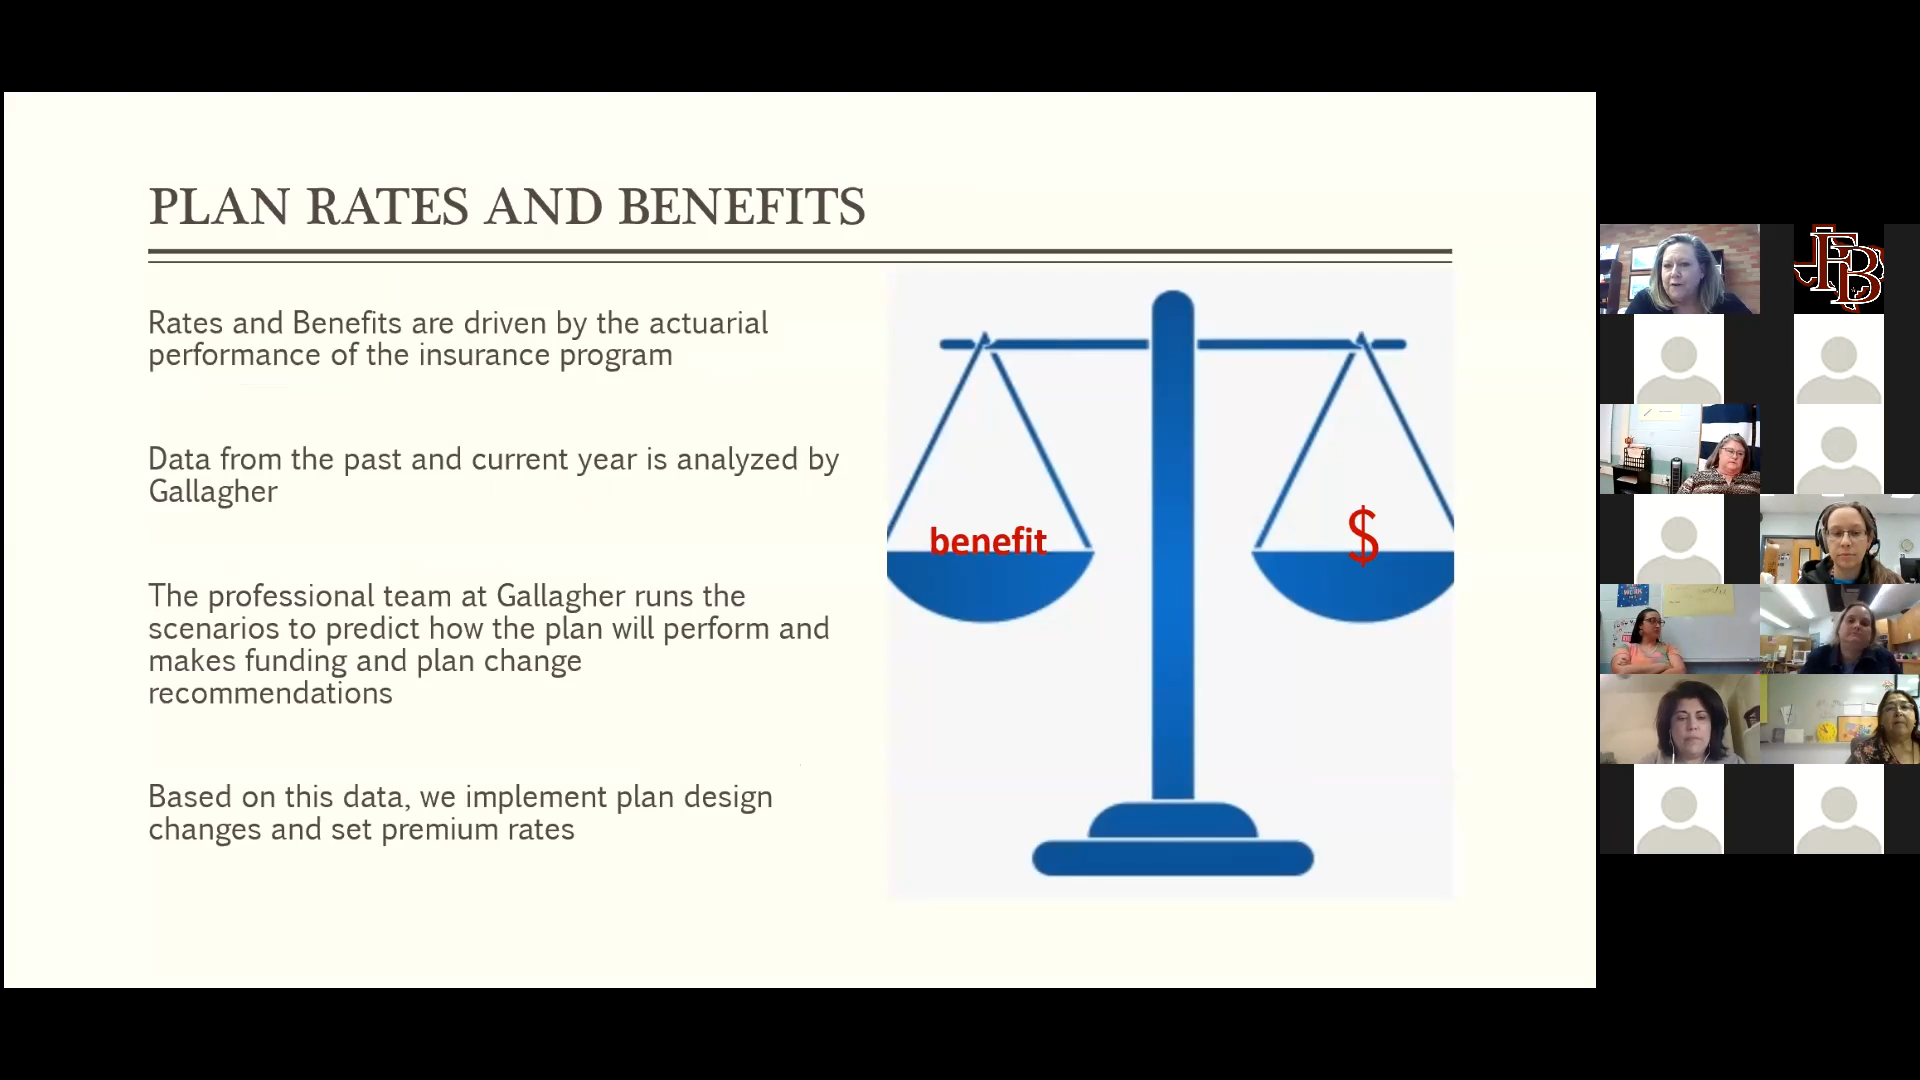 PLAN RATES AND BENEFITS
Rates and Benefits are driven by the actuarial
performance of the insurance program
Data from the past and current year is analyzed by
Gallagher
The professional team at Gallagher runs the
scenarios to predict how the plan will perform and
makes funding and plan change
recommendations
Based on this data, we implement plan design
changes and set premium rates
benefit
$
FB
WORK